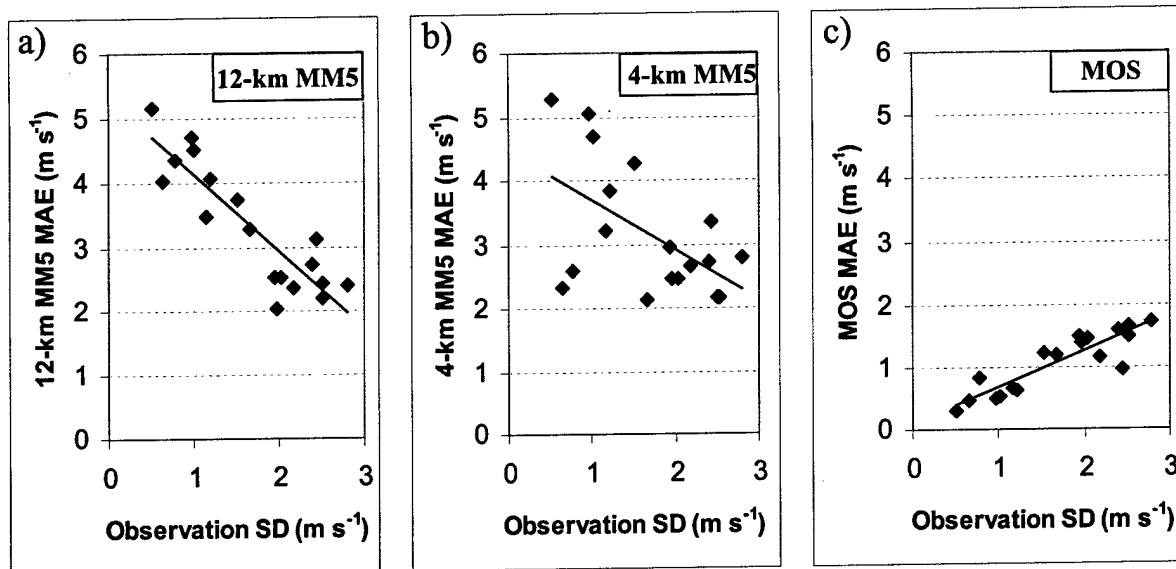 a)
12-km MM5
12-km MM5 MAE (m s⁻¹)
6
5
4
3
2
1
0
0 1 2 3
Observation SD (m s⁻¹)
b)
4-km MM5
4-km MM5 MAE (m s⁻¹)
6
5
4
3
2
1
0
0 1 2 3
Observation SD (m s⁻¹)
c)
MOS
MOS MAE (m s⁻¹)
6
5
4
3
2
1
0
0 1 2 3
Observation SD (m s⁻¹)